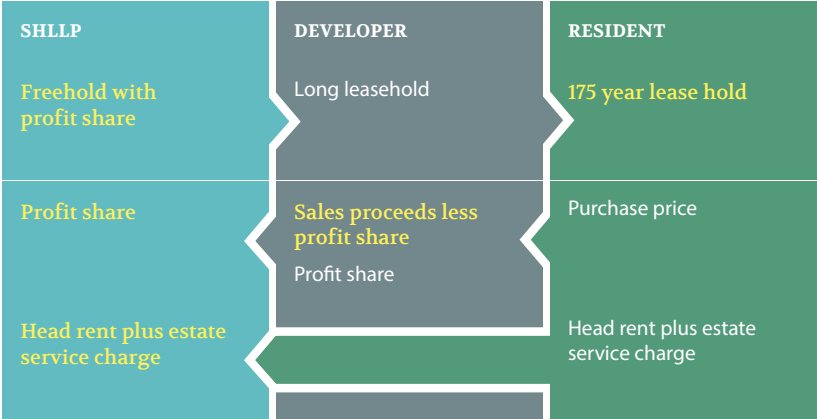 SHLLP
DEVELOPER
RESIDENT
Freehold with
profit share
Long leasehold
175 year lease hold
Profit share
Sales proceeds less
profit share
Profit share
Purchase price
Head rent plus estate
service charge
Head rent plus estate
service charge